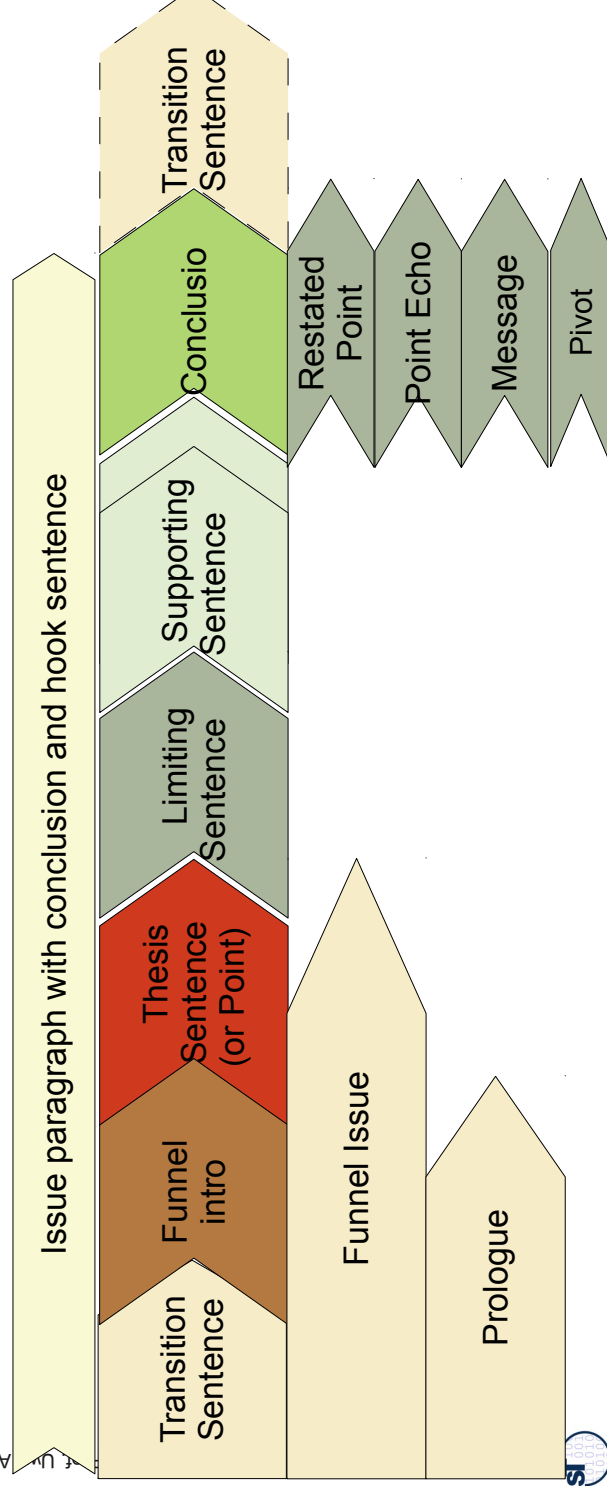 Issue paragraph with conclusion and hook sentence
Transition
Sentence
Funnel
intro
Thesis
Sentence
(or Point)
Limiting
Sentence
Supporting
Sentence
Conclusio
Transition
Sentence
Funnel Issue
Prologue
Restated
Point
Point Echo
Message
Pivot